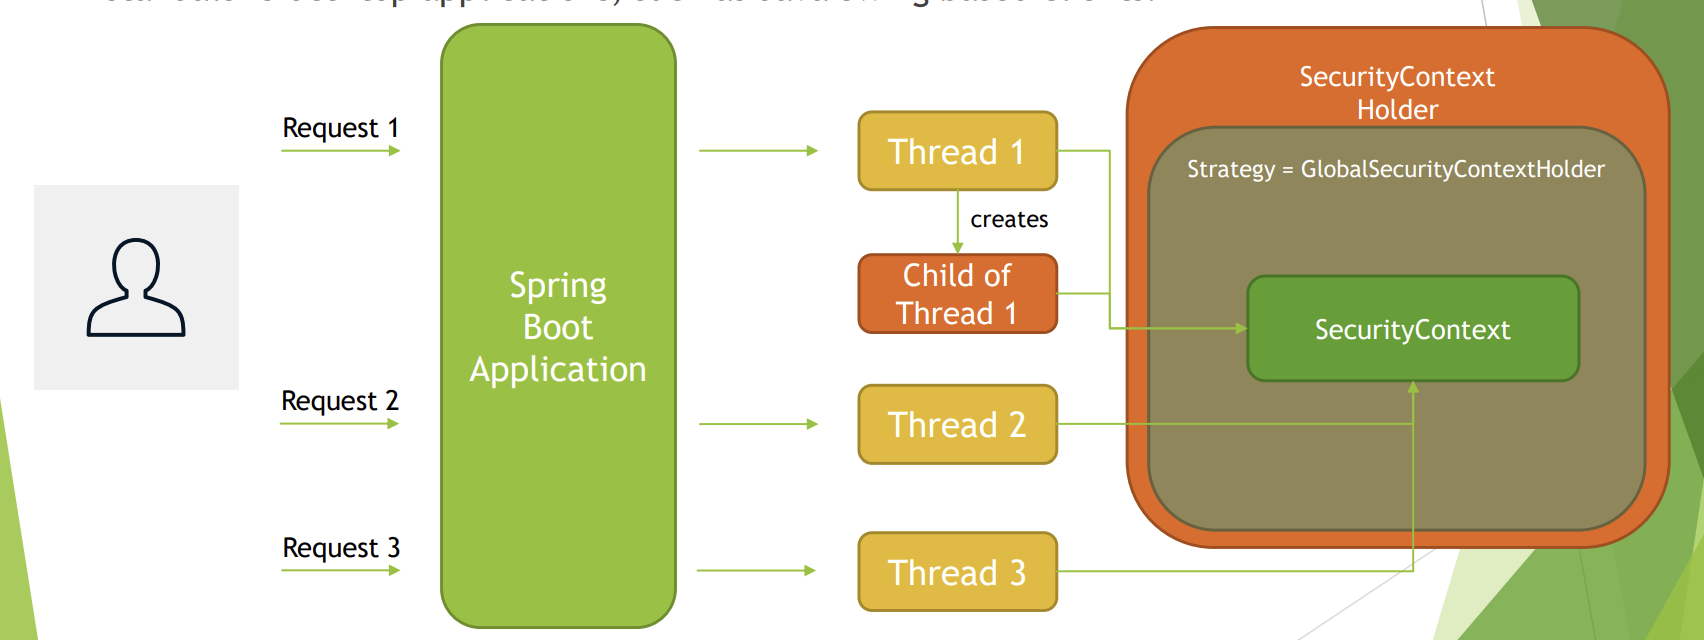 Request 1
Request 2
Request 3
Spring
Boot
Application
Thread 1
creates
Child of
Thread 1
Thread 2
Thread 3
SecurityContext
Holder
Strategy = GlobalSecurityContextHolder
SecurityContext